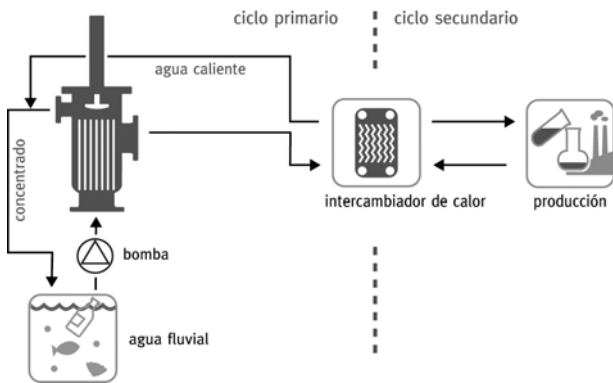 ciclo primario
ciclo secundario
agua caliente
concentrado
intercambiador de calor
producción
bomba
agua fluvial